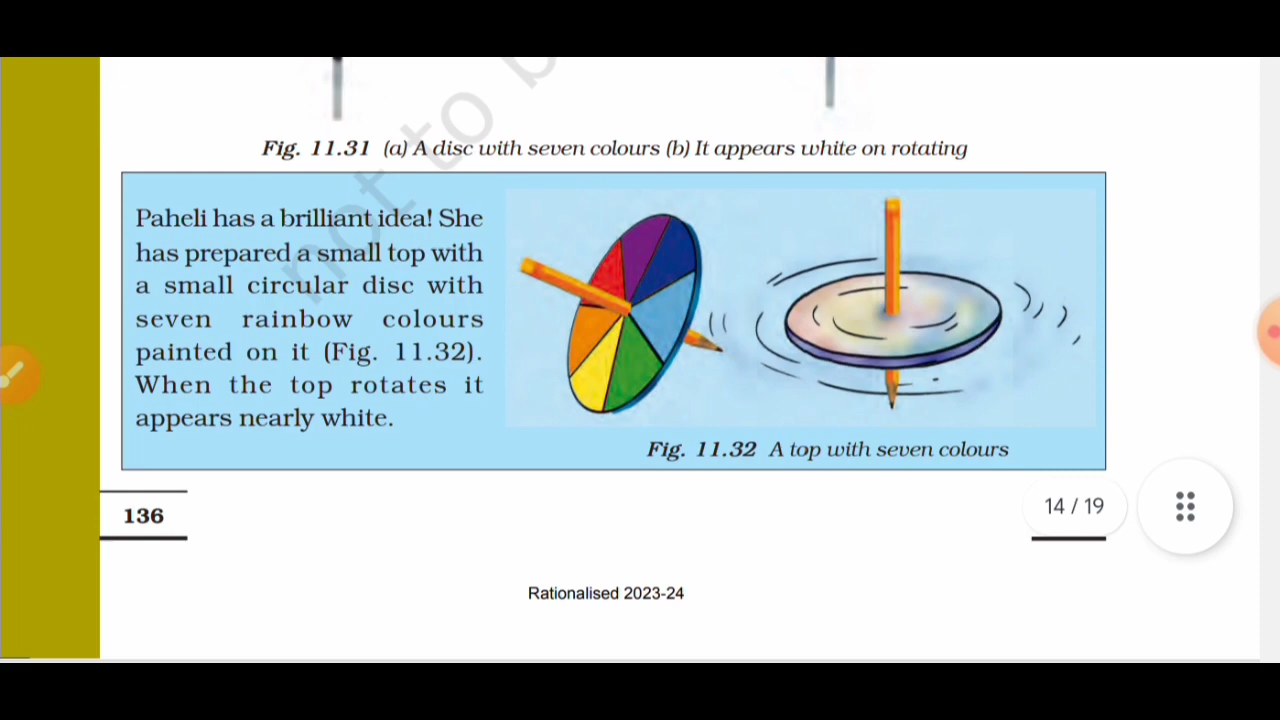 not to b
Fig. 11.31 (a) A disc with seven colours (b) It appears white on rotating
Paheli has a brilliant idea! She
has prepared a small top with
a small circular disc with
seven rainbow colours
painted on it (Fig. 11.32).
When the top rotates it
appears nearly white.
Fig. 11.32 A top with seven colours
136
14 / 19
Rationalised 2023-24